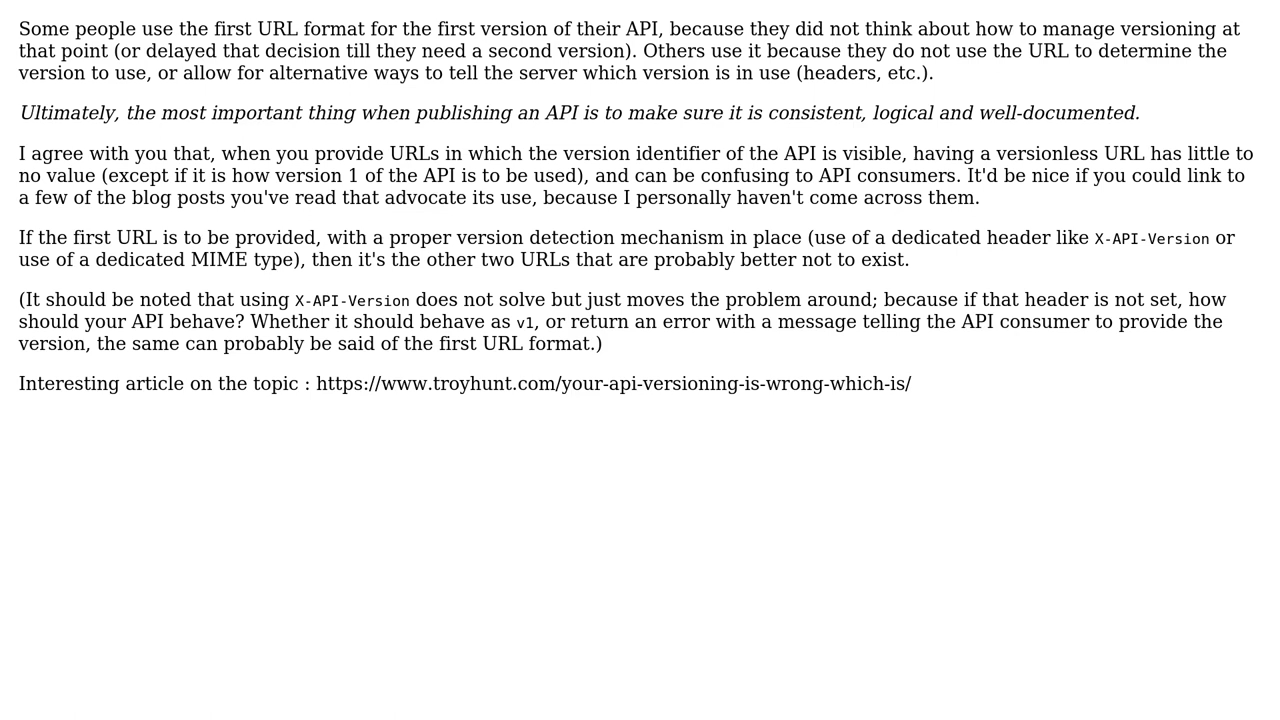 Some people use the first URL format for the first version of their API, because they did not think about how to manage versioning at
that point (or delayed that decision till they need a second version). Others use it because they do not use the URL to determine the
version to use, or allow for alternative ways to tell the server which version is in use (headers, etc.).
Ultimately, the most important thing when publishing an API is to make sure it is consistent, logical and well-documented.
I agree with you that, when you provide URLs in which the version identifier of the API is visible, having a versionless URL has little to
no value (except if it is how version 1 of the API is to be used), and can be confusing to API consumers. It'd be nice if you could link to
a few of the blog posts you've read that advocate its use, because I personally haven't come across them.
If the first URL is to be provided, with a proper version detection mechanism in place (use of a dedicated header like X-API-Version or
use of a dedicated MIME type), then it's the other two URLs that are probably better not to exist.
(It should be noted that using X-API-Version does not solve but just moves the problem around; because if that header is not set, how
should your API behave? Whether it should behave as v1, or return an error with a message telling the API consumer to provide the
version, the same can probably be said of the first URL format.)
Interesting article on the topic : https://www.troyhunt.com/your-api-versioning-is-wrong-which-is/